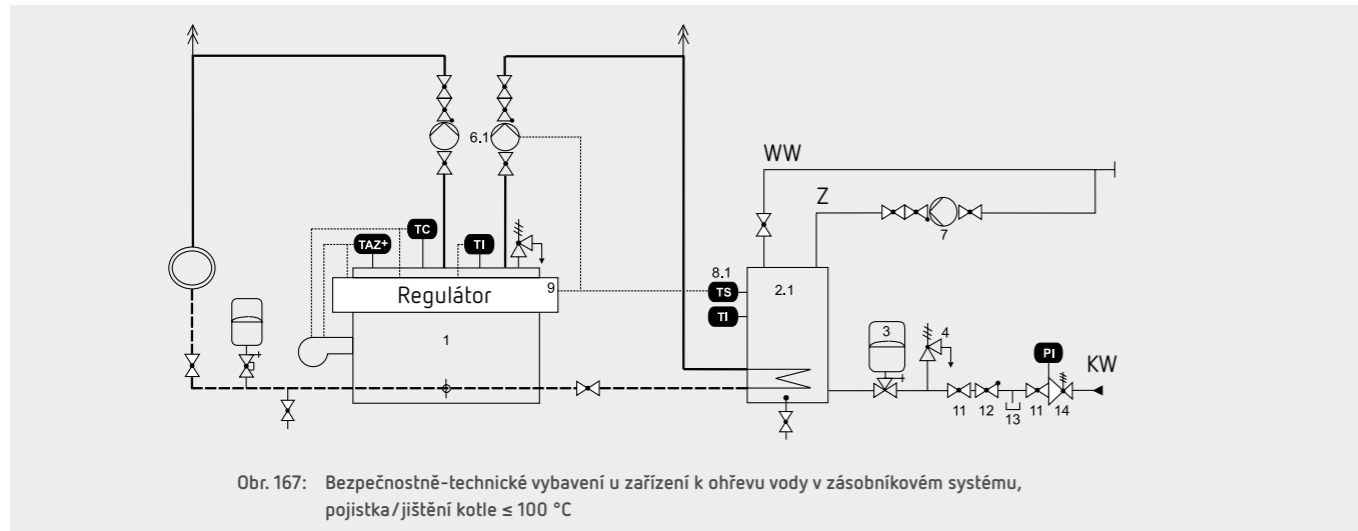 WW
6.1
Z
7
TC
TAZ+
TI
8.1
Regulátor
9
TS
2.1
TI
3
4
PI
KW
1
11
12
13
11
14
Obr. 167: Bezpečnostně-technické vybavení u zařízení k ohřevu vody v zásobníkovém systému,
pojistka/jištění kotle ≤ 100 °C